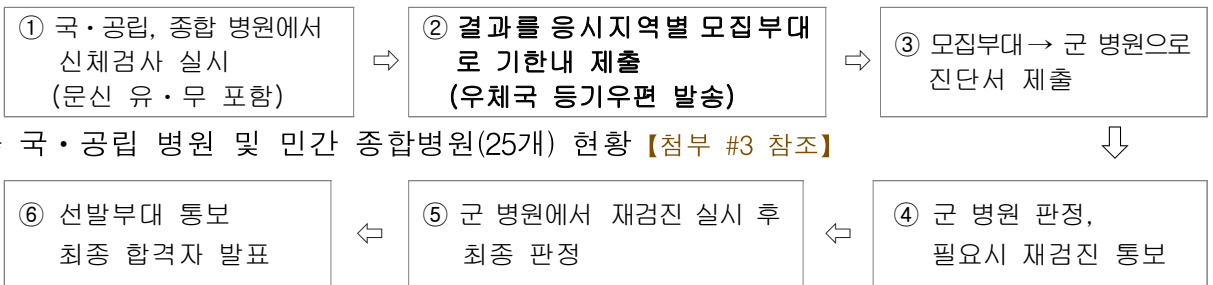 ① 국・공립, 종합 병원에서
신체검사 실시
(문신 유・무 포함)
⇨
② 결과를 응시지역별 모집부대
로 기한내 제출
(우체국 등기우편 발송)
⇨
③ 모집부대→ 군 병원으로
진단서 제출
국・공립 병원 및 민간 종합병원(25개) 현황【첨부 #3 참조】
⇩
④ 군 병원 판정,
필요시 재검진 통보
⇦
⑤ 군 병원에서 재검진 실시 후
최종 판정
⇦
⑥ 선발부대 통보
최종 합격자 발표